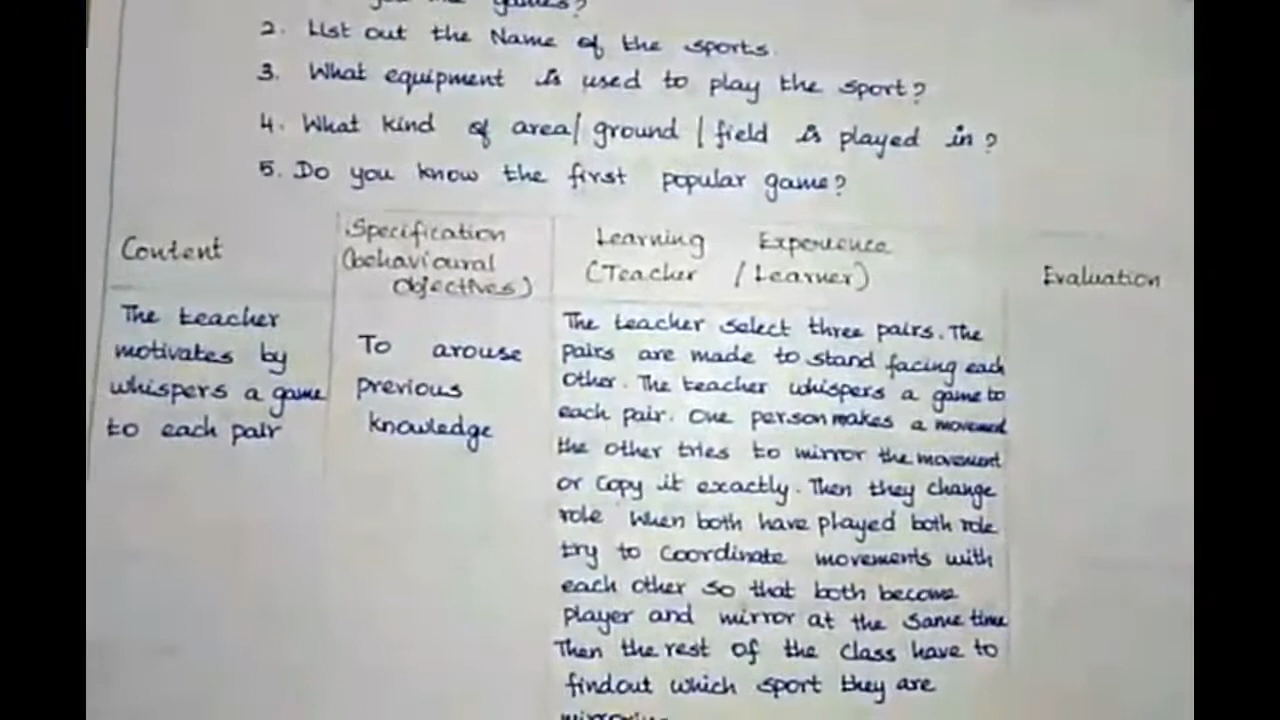 games?
2. List out the Name of the sports.
3. What equipment is used to play the sport?
4. What kind of area/ ground / field is played in?
5. Do you know the first popular game?
Content
Specification
(behavioural
objectives)
Learning Experience
(Teacher / Learner)
Evaluation
The teacher
motivates by
whispers a game
to each pair
To arouse
previous
knowledge
The teacher select three pairs. The
pairs are made to stand facing each
other. The teacher whispers a game to
each pair. One person makes a movement
the other tries to mirror the movement
or copy it exactly. Then they change
role When both have played both role
try to coordinate movements with
each other so that both become
player and mirror at the same time
Then the rest of the class have to
findout which sport they are